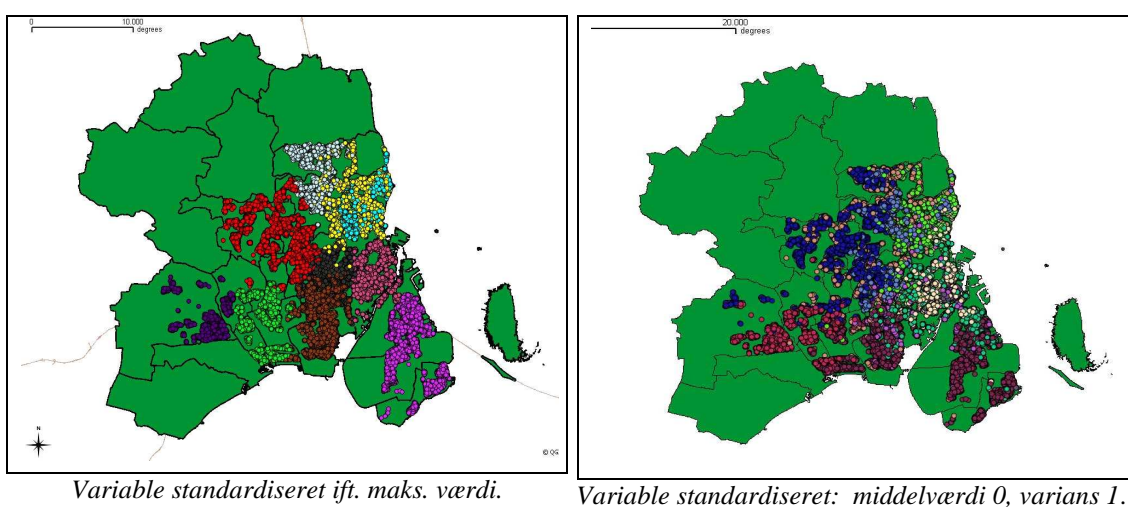 0 10.000
degrees
20.000
degrees
N
© QG
Variable standardiseret ift. maks. værdi.
Variable standardiseret: middelværdi 0, varians 1.